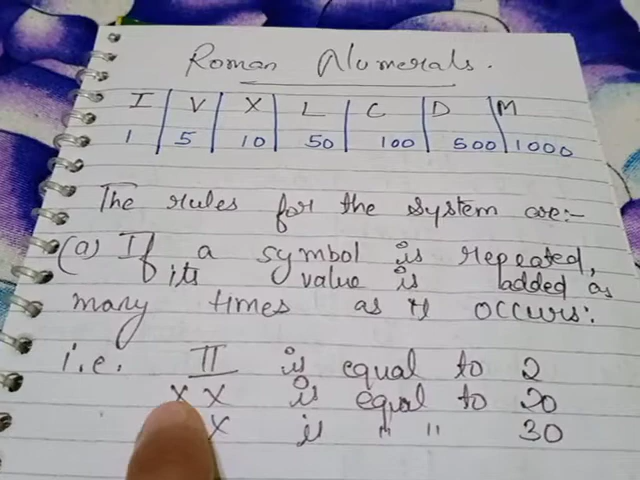 Roman Numerals.
I V X L C D M
1 5 10 50 100 500 1000
The rules for the system are:-
(a) If a symbol is repeated,
its value is added as
many times as it occurs:
i.e. II is equal to 2
XX is equal to 20
X is " " 30